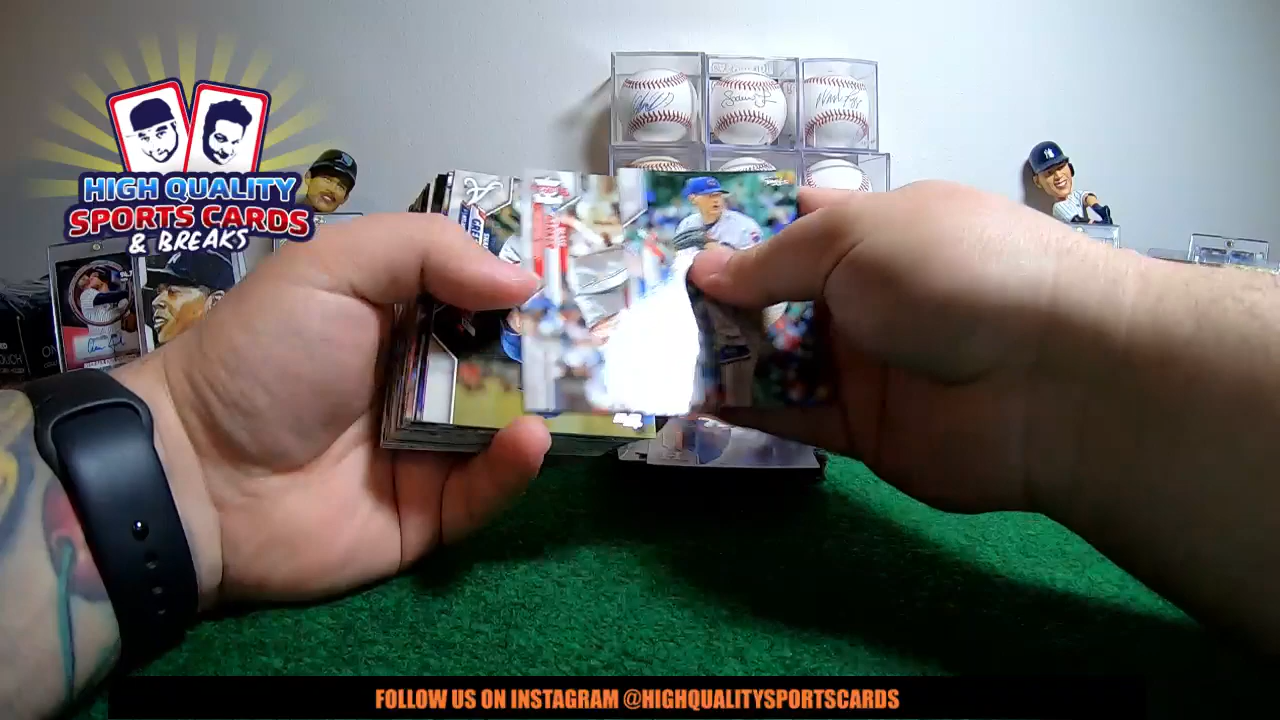 HIGH QUALITY
SPORTS CARDS
& BREAKS
FOLLOW US ON INSTAGRAM @HIGHQUALITYSPORTSCARDS